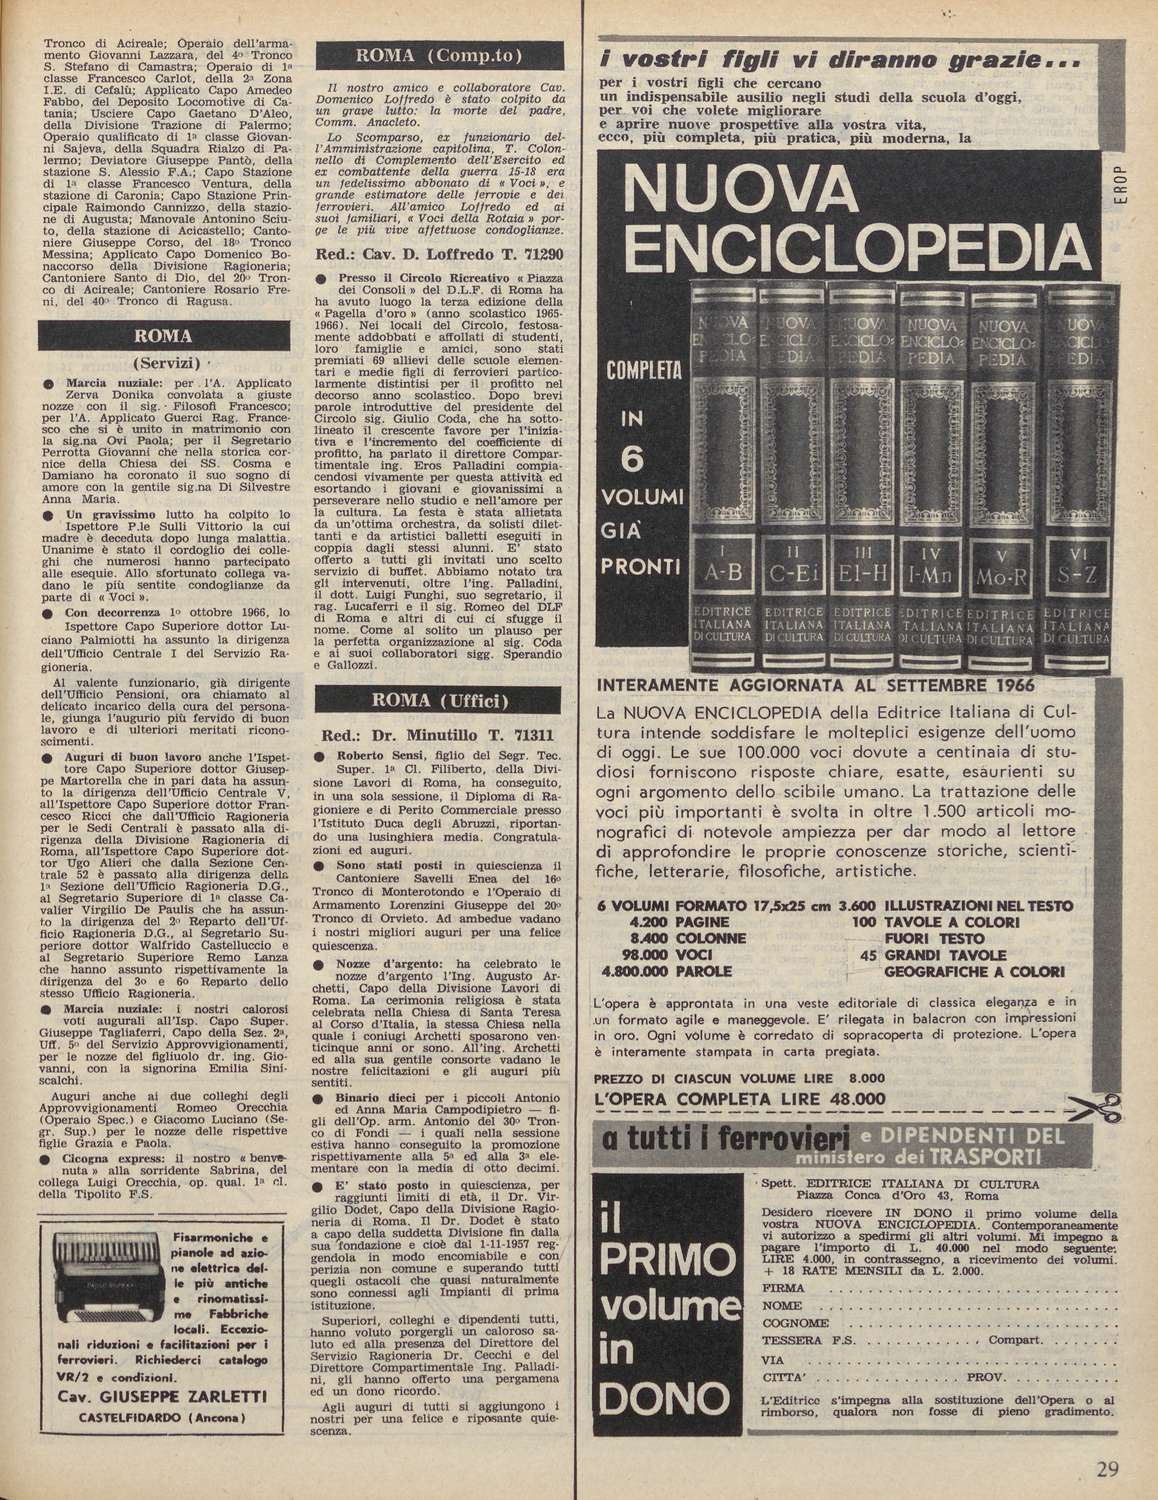 Tronco di Acireale; Operaio dell'arma-
mento Giovanni Lazzara, del 4º Tronco
S. Stefano di Camastra; Operaio di 1ª
classe Francesco Carlot, della 2ª Zona
I.E. di Cefalù; Applicato Capo Amedeo
Fabbo, del Deposito Locomotive di Ca-
tania; Usciere Capo Gaetano D'Aleo,
della Divisione Trazione di Palermo;
Operaio qualificato di 1ª classe Giovan-
ni Sajeva, della Squadra Rialzo di Pa-
lermo; Deviatore Giuseppe Pantò, della
stazione S. Alessio F.A.; Capo Stazione
di 1ª classe Francesco Ventura, della
stazione di Caronia; Capo Stazione Prin-
cipale Raimondo Cannizzo, della stazio-
ne di Augusta; Manovale Antonino Sciu-
to, della stazione di Acicastello; Canto-
niere Giuseppe Corso, del 18º Tronco
Messina; Applicato Capo Domenico Bo-
naccorso della Divisione Ragioneria;
Cantoniere Santo di Dio, del 20º Tron-
co di Acireale; Cantoniere Rosario Fre-
ni, del 40º Tronco di Ragusa.
ROMA
(Servizi)
● Marcia nuziale: per l'A. Applicato
Zerva Donika convolata a giuste
nozze con il sig. Filosofi Francesco;
per l'A. Applicato Guerci Rag. France-
sco che si è unito in matrimonio con
la sig.na Ovi Paola; per il Segretario
Perrotta Giovanni che nella storica cor-
nice della Chiesa dei SS. Cosma e
Damiano ha coronato il suo sogno di
amore con la gentile sig.na Di Silvestre
Anna Maria.
● Un gravissimo lutto ha colpito lo
Ispettore P.le Sulli Vittorio la cui
madre è deceduta dopo lunga malattia.
Unanime è stato il cordoglio dei colle-
ghi che numerosi hanno partecipato
alle esequie. Allo sfortunato collega va-
dano le più sentite condoglianze da
parte di « Voci ».
● Con decorrenza 1º ottobre 1966, lo
Ispettore Capo Superiore dottor Lu-
ciano Palmiotti ha assunto la dirigenza
dell'Ufficio Centrale I del Servizio Ra-
gioneria.
Al valente funzionario, già dirigente
dell'Ufficio Pensioni, ora chiamato al
delicato incarico della cura del persona-
le, giunga l'augurio più fervido di buon
lavoro e di ulteriori meritati ricono-
scimenti.
● Auguri di buon lavoro anche l'Ispet-
tore Capo Superiore dottor Giusep-
pe Martorella che in pari data ha assun-
to la dirigenza dell'Ufficio Centrale V,
all'Ispettore Capo Superiore dottor Fran-
cesco Ricci che dall'Ufficio Ragioneria
per le Sedi Centrali è passato alla di-
rigenza della Divisione Ragioneria di
Roma, all'Ispettore Capo Superiore dot-
tor Ugo Alieri che dalla Sezione Cen-
trale 52 è passato alla dirigenza della
1ª Sezione dell'Ufficio Ragioneria D.G.,
al Segretario Superiore di 1ª classe Ca-
valier Virgilio De Paulis che ha assun-
to la dirigenza del 2º Reparto dell'Uf-
ficio Ragioneria D.G., al Segretario Su-
periore dottor Walfrido Castelluccio e
al Segretario Superiore Remo Lanza
che hanno assunto rispettivamente la
dirigenza del 3º e 6º Reparto dello
stesso Ufficio Ragioneria.
● Marcia nuziale: i nostri calorosi
voti augurali all'Isp. Capo Super.
Giuseppe Tagliaferri, Capo della Sez. 2ª,
Uff. 5º del Servizio Approvvigionamenti,
per le nozze del figliuolo dr. ing. Gio-
vanni, con la signorina Emilia Sini-
scalchi.
Auguri anche ai due colleghi degli
Approvvigionamenti Romeo Orecchia
(Operaio Spec.) e Giacomo Luciano (Se-
gr. Sup.) per le nozze delle rispettive
figlie Grazia e Paola.
● Cicogna express: il nostro « benve-
nuta » alla sorridente Sabrina, del
collega Luigi Orecchia, op. qual. 1ª cl.
della Tipolito F.S.
Fisarmoniche e
pianole ad azio-
ne elettrica del-
le più antiche
e rinomatissi-
me Fabbriche
locali. Eccezio-
nali riduzioni e facilitazioni per i
ferrovieri. Richiederci catalogo
VR/2 e condizioni.
Cav. GIUSEPPE ZARLETTI
CASTELFIDARDO (Ancona)
ROMA (Comp.to)
Il nostro amico e collaboratore Cav.
Domenico Loffredo è stato colpito da
un grave lutto: la morte del padre,
Comm. Anacleto.
Lo Scomparso, ex funzionario del-
l'Amministrazione capitolina, T. Colon-
nello di Complemento dell'Esercito ed
ex combattente della guerra 15-18 era
un fedelissimo abbonato di « Voci », e
grande estimatore delle ferrovie e dei
ferrovieri. All'amico Loffredo ed ai
suoi familiari, « Voci della Rotaia » por-
ge le più vive affettuose condoglianze.
Red.: Cav. D. Loffredo T. 71290
● Presso il Circolo Ricreativo « Piazza
dei Consoli » del D.L.F. di Roma ha
ha avuto luogo la terza edizione della
« Pagella d'oro » (anno scolastico 1965-
1966). Nei locali del Circolo, festosa-
mente addobbati e affollati di studenti,
loro famiglie e amici, sono stati
premiati 69 allievi delle scuole elemen-
tari e medie figli di ferrovieri partico-
larmente distintisi per il profitto nel
decorso anno scolastico. Dopo brevi
parole introduttive del presidente del
Circolo sig. Giulio Coda, che ha sotto-
lineato il crescente favore per l'inizia-
tiva e l'incremento del coefficiente di
profitto, ha parlato il direttore Compar-
timentale ing. Eros Palladini compia-
cendosi vivamente per questa attività ed
esortando i giovani e giovanissimi a
perseverare nello studio e nell'amore per
la cultura. La festa è stata allietata
da un'ottima orchestra, da solisti dilet-
tanti e da artistici balletti eseguiti in
coppia dagli stessi alunni. E' stato
offerto a tutti gli invitati uno scelto
servizio di buffet. Abbiamo notato tra
gli intervenuti, oltre l'ing. Palladini,
il dott. Luigi Funghi, suo segretario, il
rag. Lucaferri e il sig. Romeo del DLF
di Roma e altri di cui ci sfugge il
nome. Come al solito un plauso per
la perfetta organizzazione al sig. Coda
e ai suoi collaboratori sigg. Sperandio
e Gallozzi.
ROMA (Uffici)
Red.: Dr. Minutillo T. 71311
● Roberto Sensi, figlio del Segr. Tec.
Super. 1ª Cl. Filiberto, della Divi-
sione Lavori di Roma, ha conseguito,
in una sola sessione, il Diploma di Ra-
gioniere e di Perito Commerciale presso
l'Istituto Duca degli Abruzzi, riportan-
do una lusinghiera media. Congratula-
zioni ed auguri.
● Sono stati posti in quiescienza il
Cantoniere Savelli Enea del 16º
Tronco di Monterotondo e l'Operaio di
Armamento Lorenzini Giuseppe del 20º
Tronco di Orvieto. Ad ambedue vadano
i nostri migliori auguri per una felice
quiescenza.
● Nozze d'argento: ha celebrato le
nozze d'argento l'Ing. Augusto Ar-
chetti, Capo della Divisione Lavori di
Roma. La cerimonia religiosa è stata
celebrata nella Chiesa di Santa Teresa
al Corso d'Italia, la stessa Chiesa nella
quale i coniugi Archetti sposarono ven-
ticinque anni or sono. All'ing. Archetti
ed alla sua gentile consorte vadano le
nostre felicitazioni e gli auguri più
sentiti.
● Binario dieci per i piccoli Antonio
ed Anna Maria Campodipietro — fi-
gli dell'Op. arm. Antonio del 30º Tron-
co di Fondi — i quali nella sessione
estiva hanno conseguito la promozione
rispettivamente alla 5ª ed alla 3ª ele-
mentare con la media di otto decimi.
● E' stato posto in quiescenza, per
raggiunti limiti di età, il Dr. Vir-
gilio Dodet, Capo della Divisione Ragio-
neria di Roma. Il Dr. Dodet è stato
a capo della suddetta Divisione fin dalla
sua fondazione e cioè dal 1-11-1957 reg-
gendola in modo encomiabile e con
perizia non comune e superando tutti
quegli ostacoli che quasi naturalmente
sono connessi agli Impianti di prima
istituzione.
Superiori, colleghi e dipendenti tutti,
hanno voluto porgergli un caloroso sa-
luto ed alla presenza del Direttore del
Servizio Ragioneria Dr. Cecchi e del
Direttore Compartimentale Ing. Palladi-
ni, gli hanno offerto una pergamena
ed un dono ricordo.
Agli auguri di tutti si aggiungono i
nostri per una felice e riposante quie-
scenza.
i vostri figli vi diranno grazie...
per i vostri figli che cercano
un indispensabile ausilio negli studi della scuola d'oggi,
per voi che volete migliorare
e aprire nuove prospettive alla vostra vita,
ecco, più completa, più pratica, più moderna, la
EROP
NUOVA
ENCICLOPEDIA
COMPLETA
IN
6
VOLUMI
GIÀ
PRONTI
NUOVA
ENCICLO-
PEDIA
I
A-B
EDITRICE
ITALIANA
DI CULTURA
NUOVA
ENCICLO-
PEDIA
II
C-Ei
EDITRICE
ITALIANA
DI CULTURA
NUOVA
ENCICLO-
PEDIA
III
El-H
EDITRICE
ITALIANA
DI CULTURA
NUOVA
ENCICLO-
PEDIA
IV
I-Mn
EDITRICE
ITALIANA
DI CULTURA
NUOVA
ENCICLO-
PEDIA
V
Mo-R
EDITRICE
ITALIANA
DI CULTURA
NUOVA
ENCICLO-
PEDIA
VI
S-Z
EDITRICE
ITALIANA
DI CULTURA
INTERAMENTE AGGIORNATA AL SETTEMBRE 1966
La NUOVA ENCICLOPEDIA della Editrice Italiana di Cul-
tura intende soddisfare le molteplici esigenze dell'uomo
di oggi. Le sue 100.000 voci dovute a centinaia di stu-
diosi forniscono risposte chiare, esatte, esaurienti su
ogni argomento dello scibile umano. La trattazione delle
voci più importanti è svolta in oltre 1.500 articoli mo-
nografici di notevole ampiezza per dar modo al lettore
di approfondire le proprie conoscenze storiche, scienti-
fiche, letterarie, filosofiche, artistiche.
6 VOLUMI FORMATO 17,5x25 cm 3.600 ILLUSTRAZIONI NEL TESTO
4.200 PAGINE 100 TAVOLE A COLORI
8.400 COLONNE FUORI TESTO
98.000 VOCI 45 GRANDI TAVOLE
4.800.000 PAROLE GEOGRAFICHE A COLORI
L'opera è approntata in una veste editoriale di classica eleganza e in
un formato agile e maneggevole. E' rilegata in balacron con impressioni
in oro. Ogni volume è corredato di sopracoperta di protezione. L'opera
è interamente stampata in carta pregiata.
PREZZO DI CIASCUN VOLUME LIRE 8.000
L'OPERA COMPLETA LIRE 48.000
a tutti i ferrovieri e DIPENDENTI DEL
ministero dei TRASPORTI
il
PRIMO
volume
in
DONO
Spett. EDITRICE ITALIANA DI CULTURA
Piazza Conca d'Oro 43, Roma
Desidero ricevere IN DONO il primo volume della
vostra NUOVA ENCICLOPEDIA. Contemporaneamente
vi autorizzo a spedirmi gli altri volumi. Mi impegno a
pagare l'importo di L. 40.000 nel modo seguente:
LIRE 4.000, in contrassegno, a ricevimento dei volumi.
+ 18 RATE MENSILI da L. 2.000.
FIRMA
NOME
COGNOME
TESSERA F.S. Compart.
VIA
CITTA' PROV.
L'Editrice s'impegna alla sostituzione dell'Opera o al
rimborso, qualora non fosse di pieno gradimento.
29